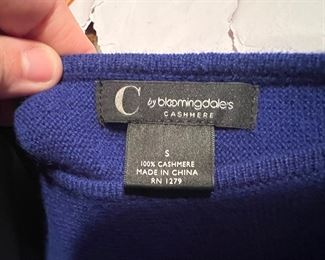 C by bloomingdale's
CASHMERE
S
100% CASHMERE
MADE IN CHINA
RN 1279